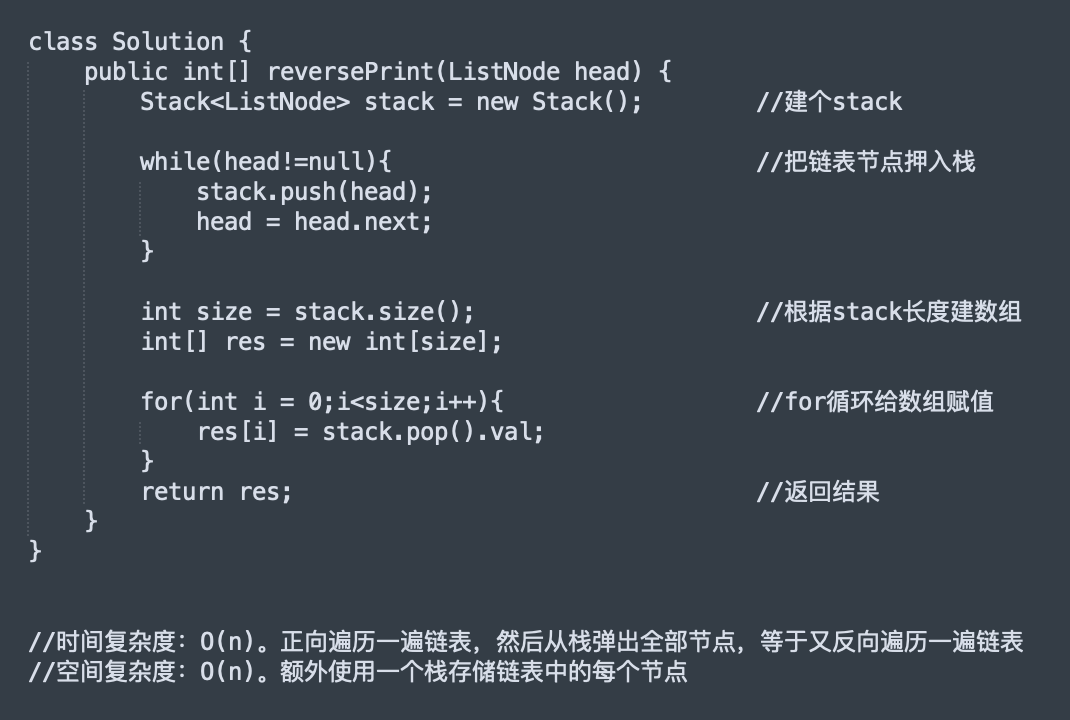 class Solution {
    public int[] reversePrint(ListNode head) {
        Stack<ListNode> stack = new Stack();        //建个stack
        while(head!=null){                          //把链表节点押入栈
            stack.push(head);
            head = head.next;
        }
        int size = stack.size();                    //根据stack长度建数组
        int[] res = new int[size];
        for(int i = 0;i<size;i++){                  //for循环给数组赋值
            res[i] = stack.pop().val;
        }
        return res;                                 //返回结果
    }
}
//时间复杂度：O(n)。正向遍历一遍链表，然后从栈弹出全部节点，等于又反向遍历一遍链表
//空间复杂度：O(n)。额外使用一个栈存储链表中的每个节点